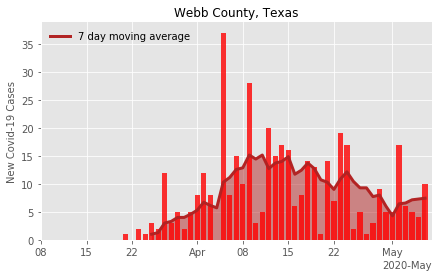 Webb County, Texas
7 day moving average
New Covid-19 Cases
35
30
25
20
15
10
5
0
08
15
22
Apr
08
15
22
May
2020-May
08